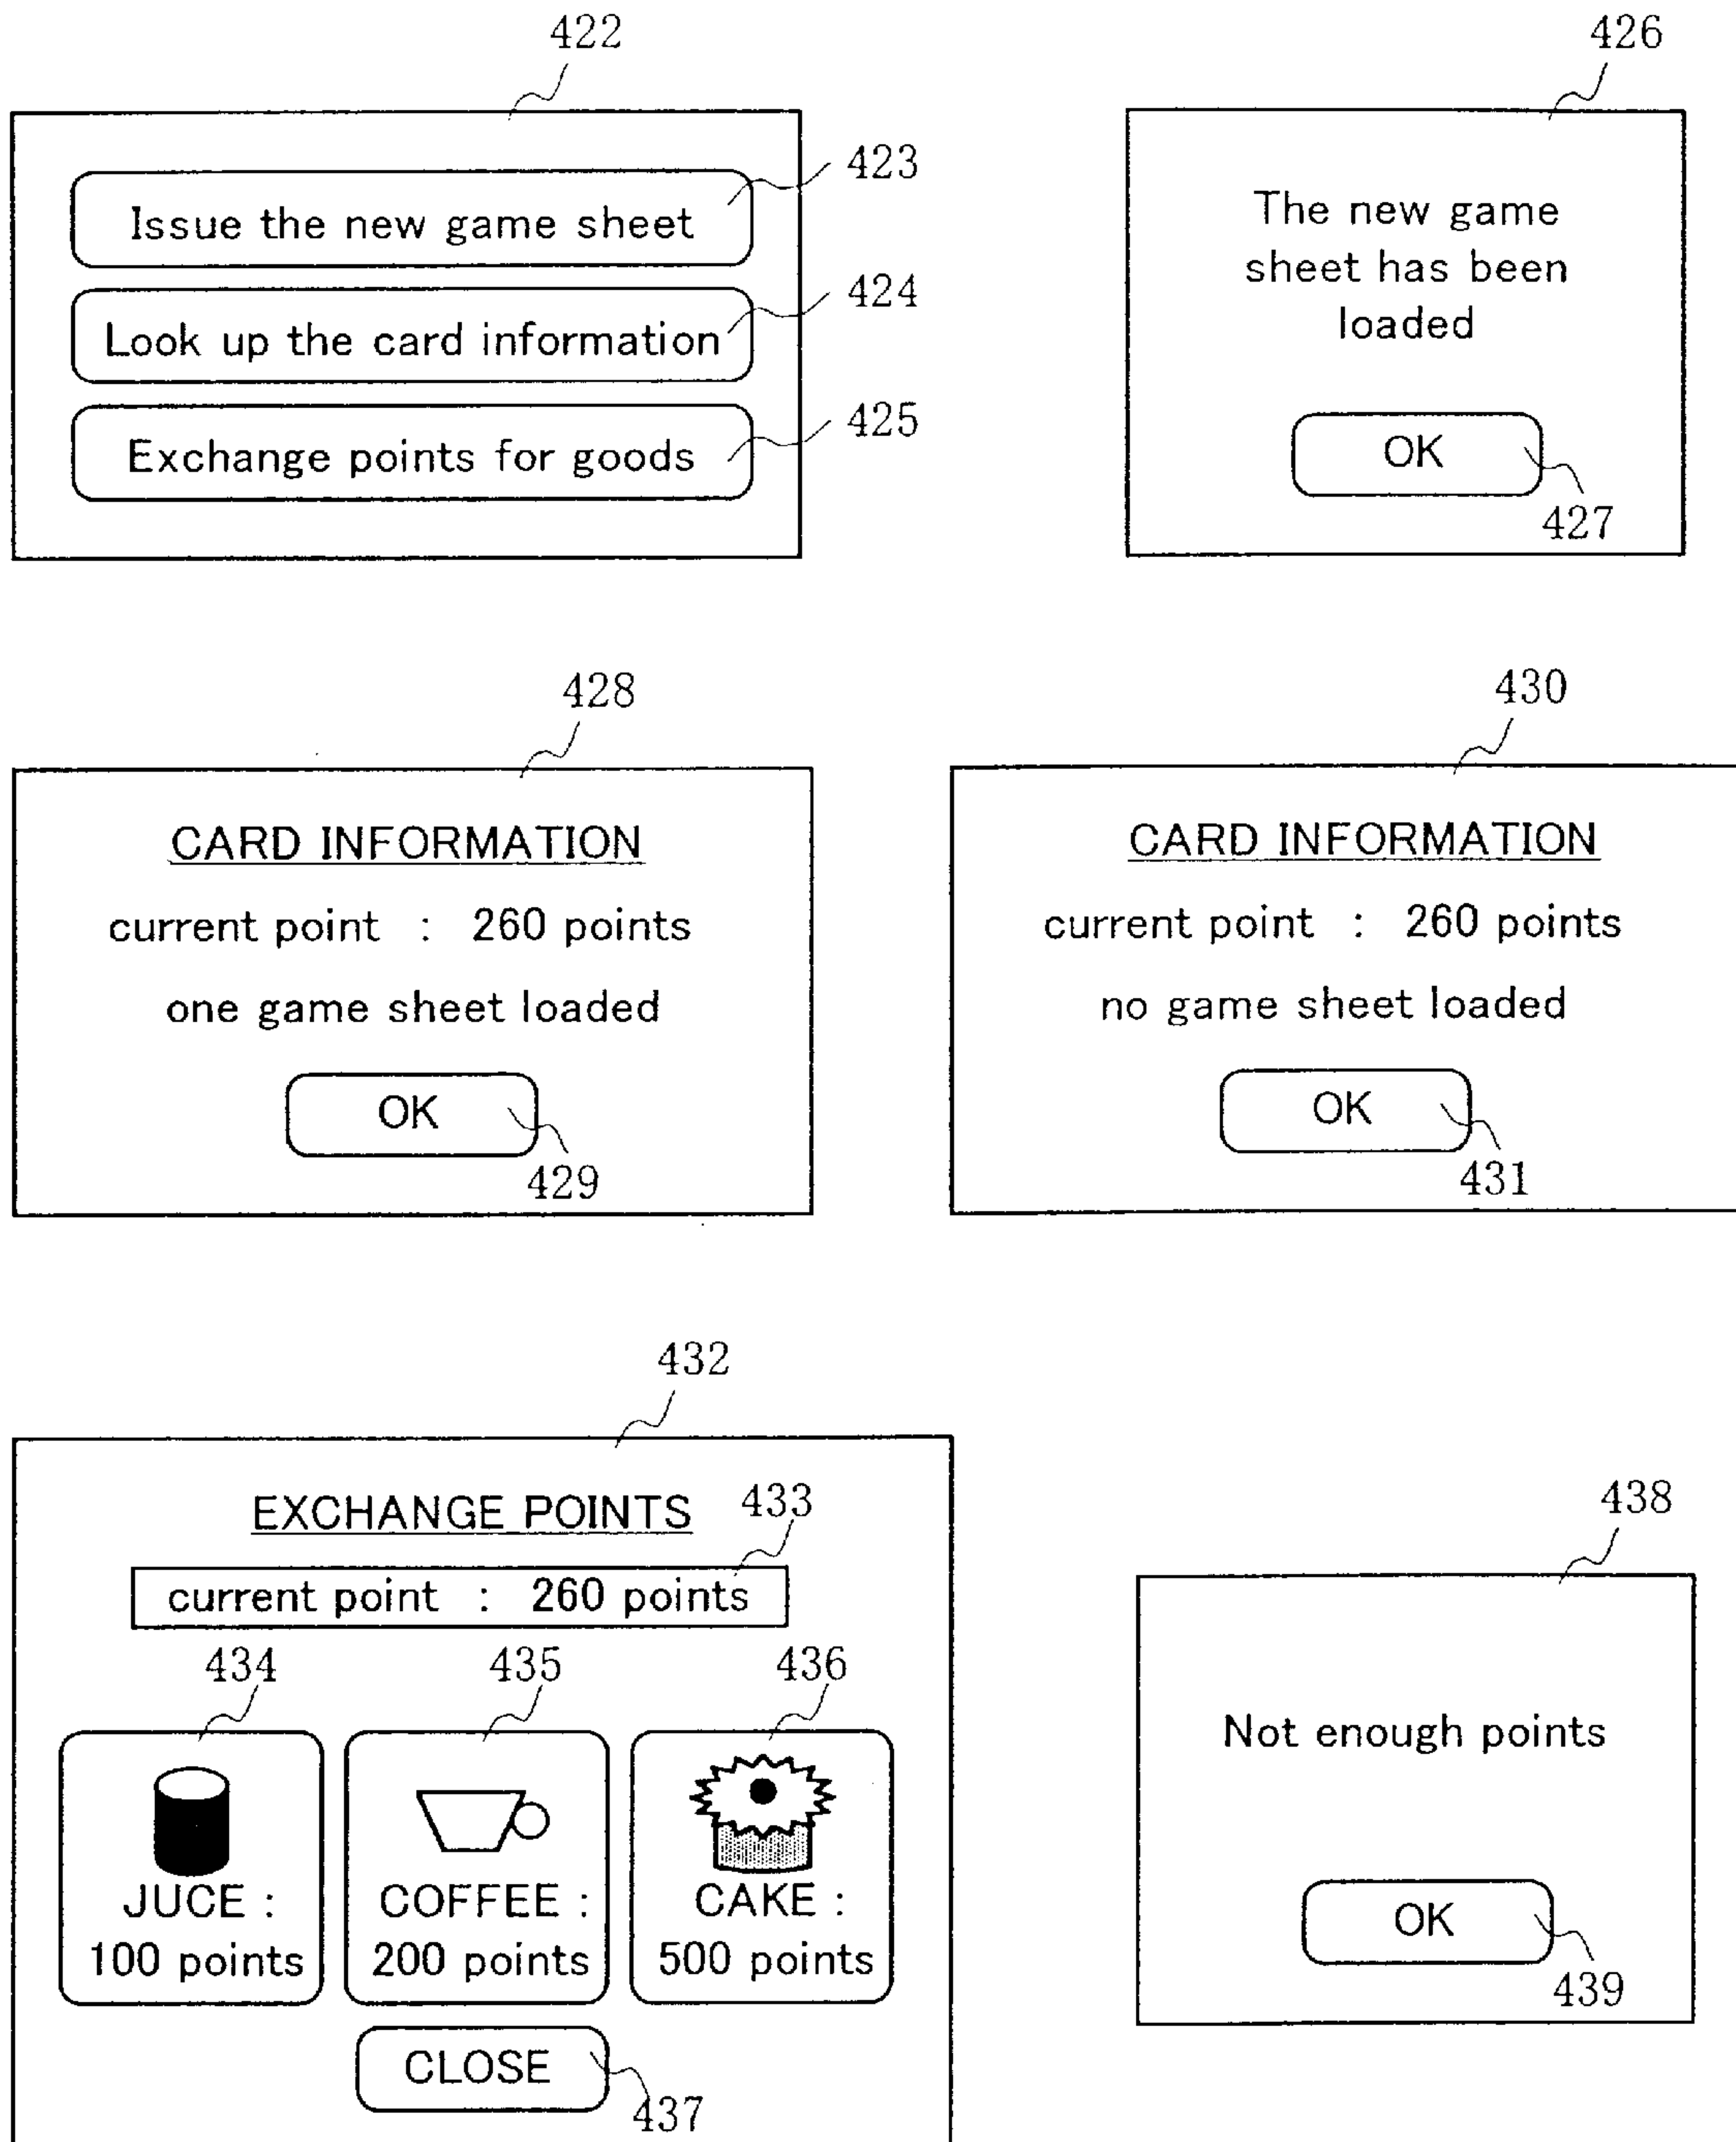 422
426
Issue the new game sheet
423
Look up the card information
424
Exchange points for goods
425
The new game
sheet has been
loaded
OK
427
428
430
CARD INFORMATION
current point : 260 points
one game sheet loaded
OK
429
CARD INFORMATION
current point : 260 points
no game sheet loaded
OK
431
432
EXCHANGE POINTS
433
current point : 260 points
434 435 436
JUCE :
100 points
COFFEE :
200 points
CAKE :
500 points
CLOSE
437
438
Not enough points
OK
439